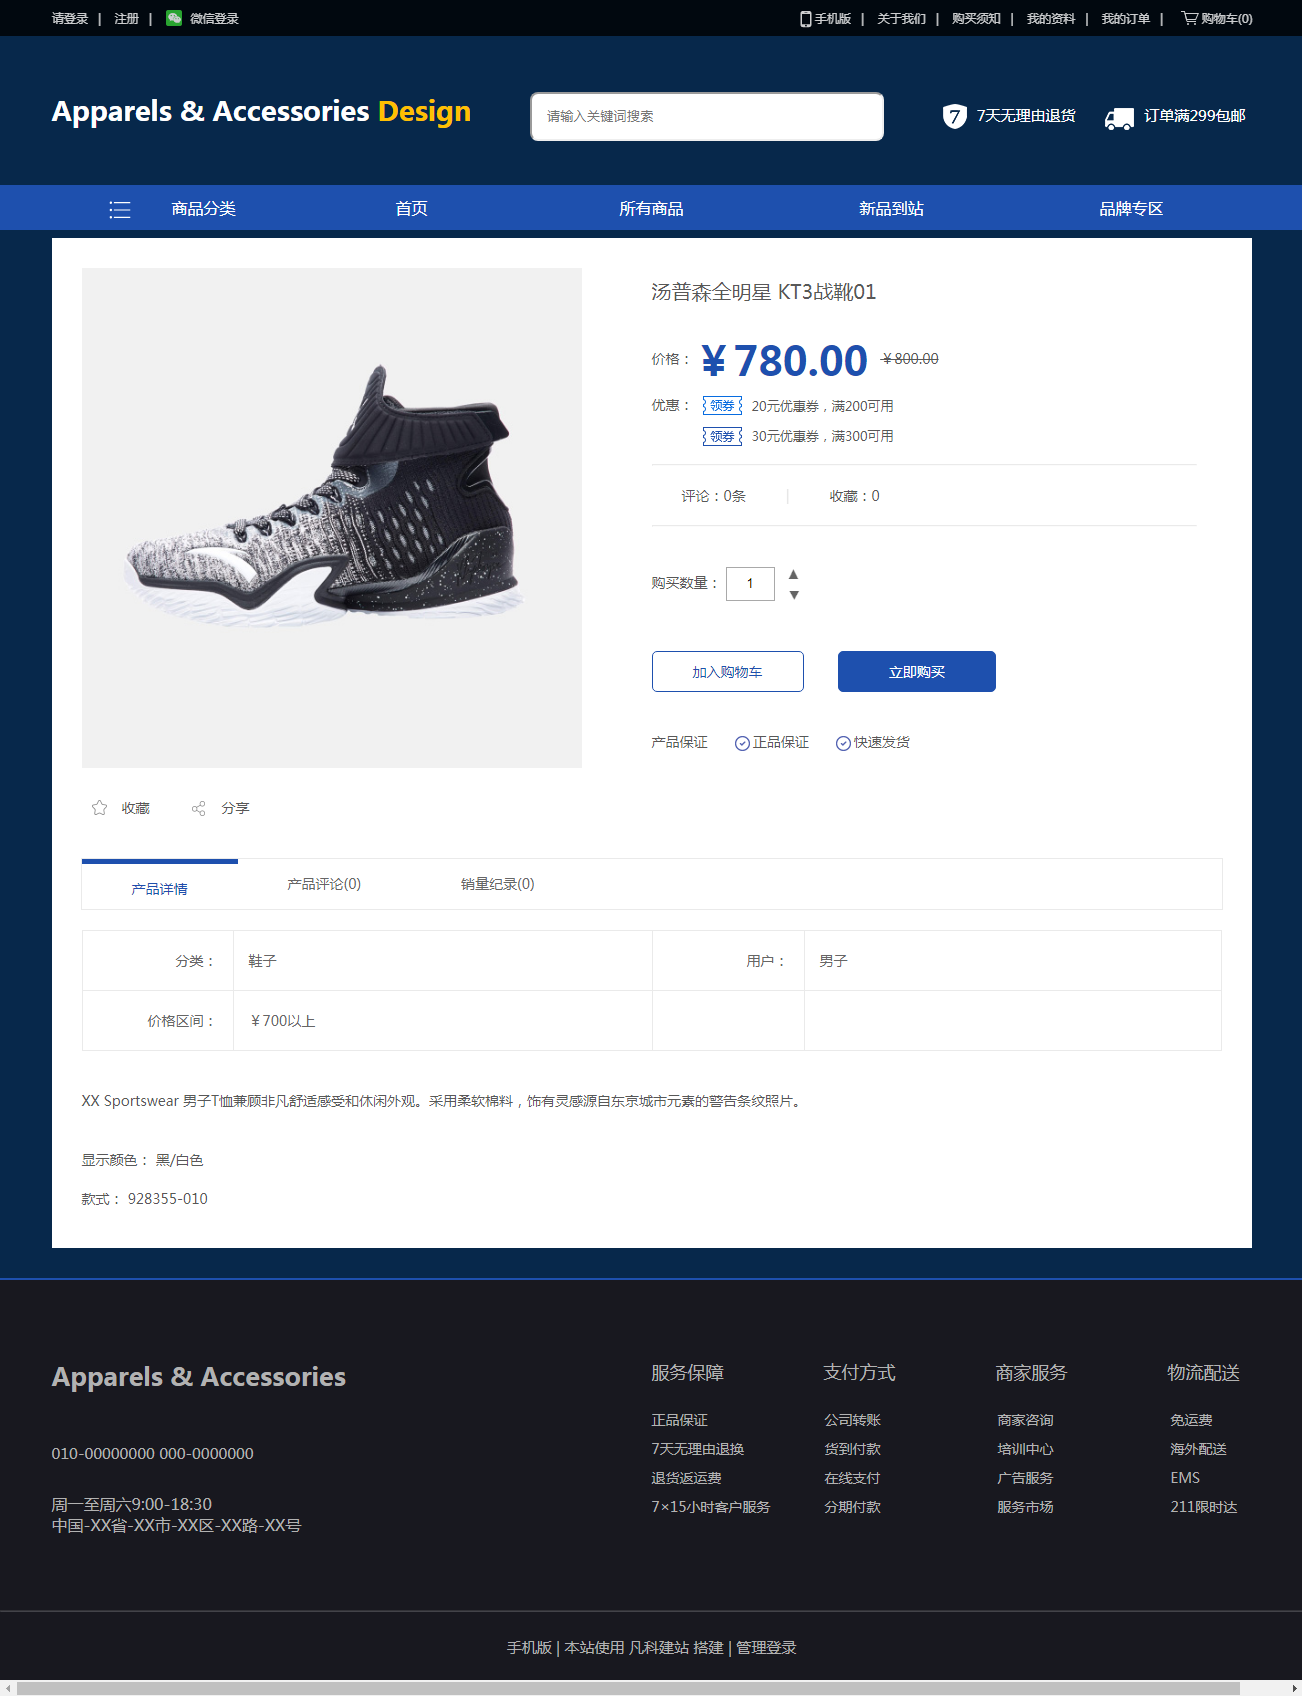 请登录 | 注册 | 微信登录
手机版 | 关于我们 | 购买须知 | 我的资料 | 我的订单 | 购物车(0)
Apparels & Accessories Design
请输入关键词搜索
7 7天无理由退货
订单满299包邮
商品分类 首页 所有商品 新品到站 品牌专区
汤普森全明星 KT3战靴01
价格： ￥780.00 ￥800.00
优惠： 领券 20元优惠券，满200可用
领券 30元优惠券，满300可用
评论：0条 | 收藏：0
购买数量： 1 ▲
▼
加入购物车 立即购买
产品保证 正品保证 快速发货
收藏 分享
产品详情 产品评论(0) 销量纪录(0)
分类： 鞋子 用户： 男子
价格区间： ￥700以上
XX Sportswear 男子T恤兼顾非凡舒适感受和休闲外观。采用柔软棉料，饰有灵感源自东京城市元素的警告条纹照片。
显示颜色： 黑/白色
款式： 928355-010
Apparels & Accessories
010-00000000 000-0000000
周一至周六9:00-18:30
中国-XX省-XX市-XX区-XX路-XX号
服务保障 支付方式 商家服务 物流配送
正品保证 公司转账 商家咨询 免运费
7天无理由退换 货到付款 培训中心 海外配送
退货返运费 在线支付 广告服务 EMS
7×15小时客户服务 分期付款 服务市场 211限时达
手机版 | 本站使用 凡科建站 搭建 | 管理登录